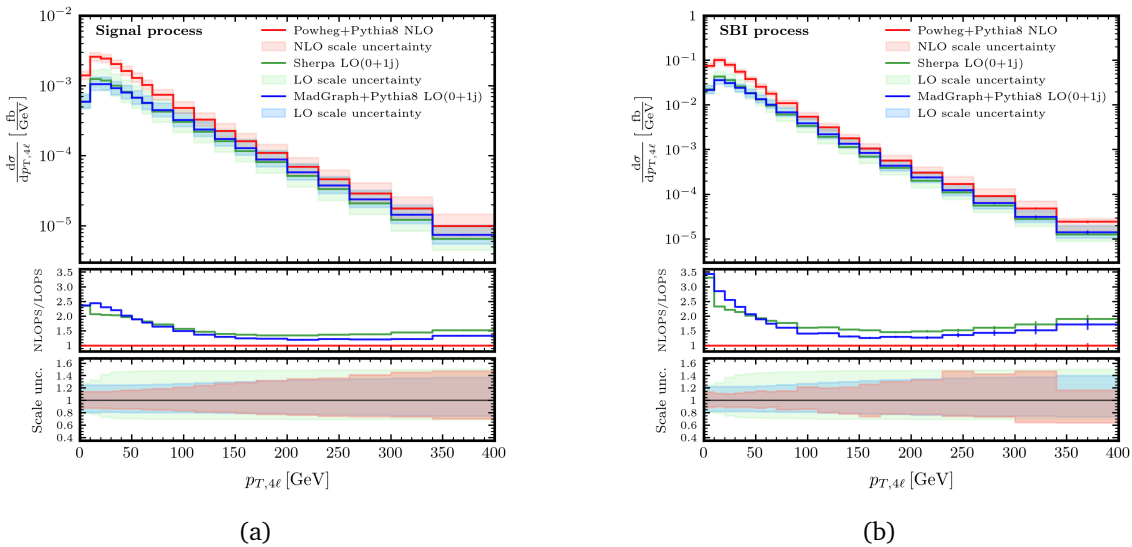 Signal process
Powheg+Pythia8 NLO
NLO scale uncertainty
Sherpa LO(0+1j)
LO scale uncertainty
MadGraph+Pythia8 LO(0+1j)
LO scale uncertainty
dσ/dp_{T,4ℓ} [fb/GeV]
10⁻²
10⁻³
10⁻⁴
10⁻⁵
NLOPS/LOPS
3.5
3.0
2.5
2.0
1.5
1
Scale unc.
1.6
1.4
1.2
1.0
0.8
0.6
0.4
0 50 100 150 200 250 300 350 400
p_{T,4ℓ} [GeV]
(a)
SBI process
Powheg+Pythia8 NLO
NLO scale uncertainty
Sherpa LO(0+1j)
LO scale uncertainty
MadGraph+Pythia8 LO(0+1j)
LO scale uncertainty
dσ/dp_{T,4ℓ} [fb/GeV]
1
10⁻¹
10⁻²
10⁻³
10⁻⁴
10⁻⁵
NLOPS/LOPS
3.5
3.0
2.5
2.0
1.5
1
Scale unc.
1.6
1.4
1.2
1.0
0.8
0.6
0.4
0 50 100 150 200 250 300 350 400
p_{T,4ℓ} [GeV]
(b)